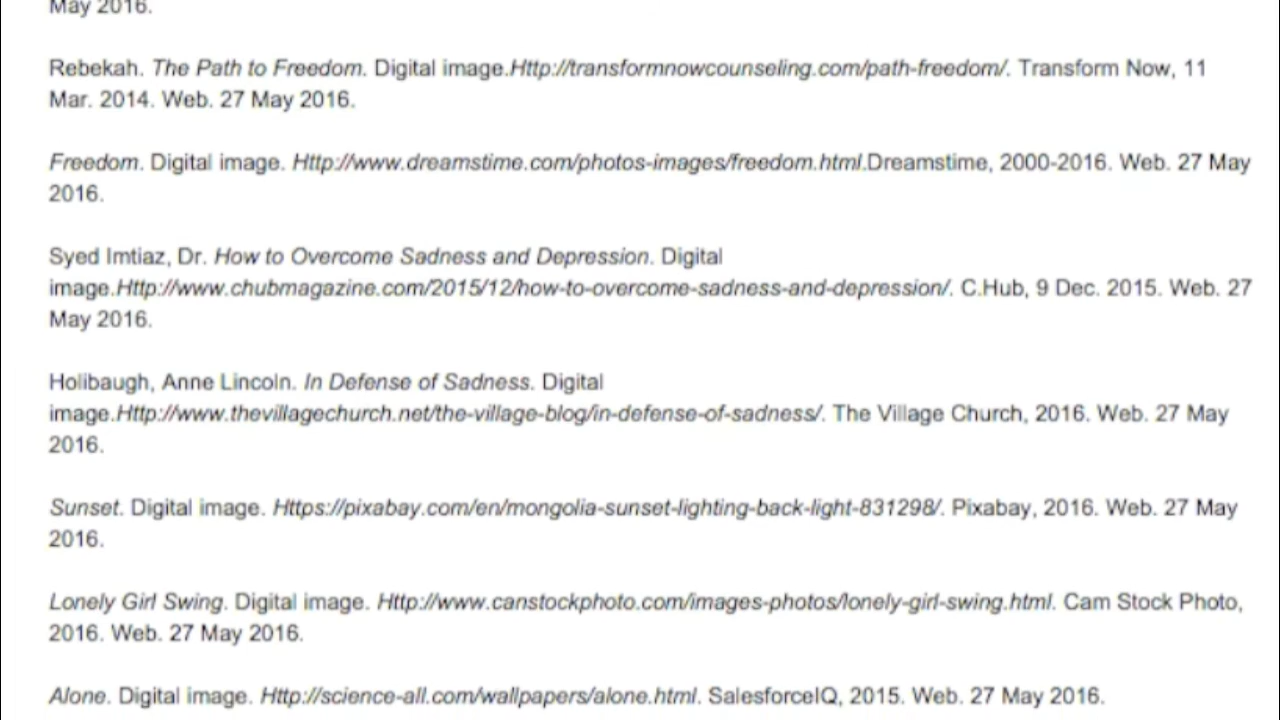 May 2016.
Rebekah. The Path to Freedom. Digital image.Http://transformnowcounseling.com/path-freedom/. Transform Now, 11
Mar. 2014. Web. 27 May 2016.
Freedom. Digital image. Http://www.dreamstime.com/photos-images/freedom.html.Dreamstime, 2000-2016. Web. 27 May
2016.
Syed Imtiaz, Dr. How to Overcome Sadness and Depression. Digital
image.Http://www.chubmagazine.com/2015/12/how-to-overcome-sadness-and-depression/. C.Hub, 9 Dec. 2015. Web. 27
May 2016.
Holibaugh, Anne Lincoln. In Defense of Sadness. Digital
image.Http://www.thevillagechurch.net/the-village-blog/in-defense-of-sadness/. The Village Church, 2016. Web. 27 May
2016.
Sunset. Digital image. Https://pixabay.com/en/mongolia-sunset-lighting-back-light-831298/. Pixabay, 2016. Web. 27 May
2016.
Lonely Girl Swing. Digital image. Http://www.canstockphoto.com/images-photos/lonely-girl-swing.html. Cam Stock Photo,
2016. Web. 27 May 2016.
Alone. Digital image. Http://science-all.com/wallpapers/alone.html. SalesforceIQ, 2015. Web. 27 May 2016.